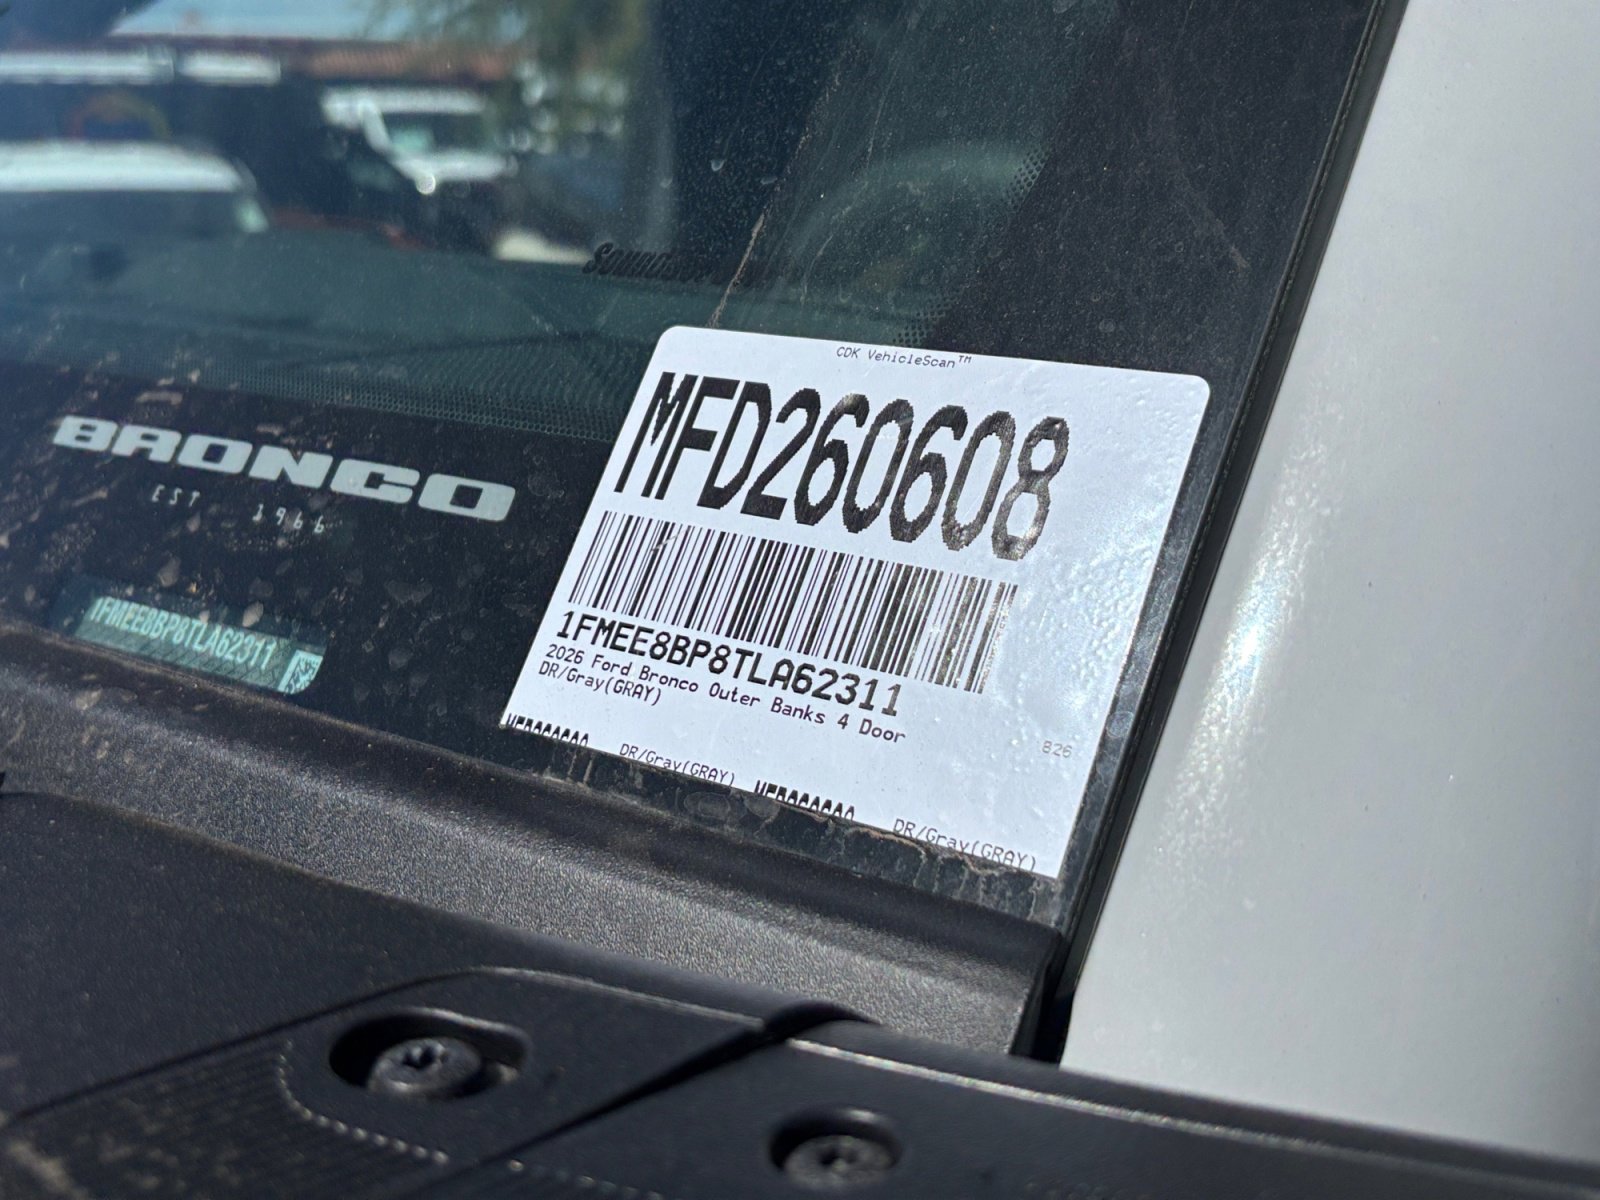 CDK VehicleScan™
MFD260608
1FMEE8BP8TLA62311
2026 Ford Bronco Outer Banks 4 Door
DR/Gray(GRAY)
826
DR/Gray(GRAY)
DR/Gray(GRAY)
BRONCO
EST 1966
1FMEE8BP8TLA62311